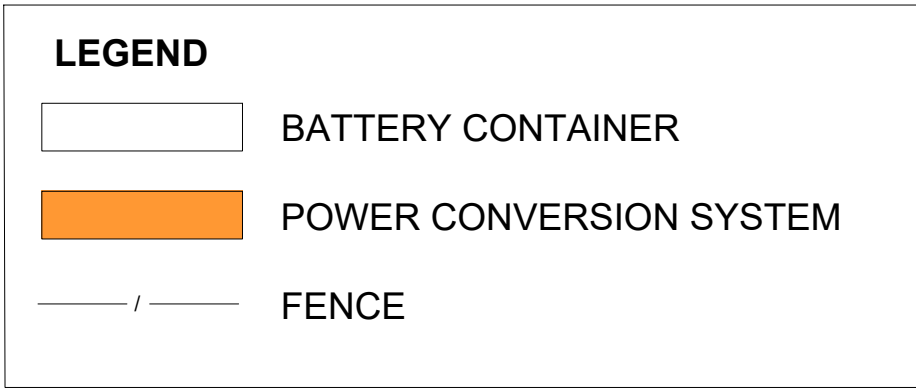 LEGEND
BATTERY CONTAINER
POWER CONVERSION SYSTEM
/ FENCE